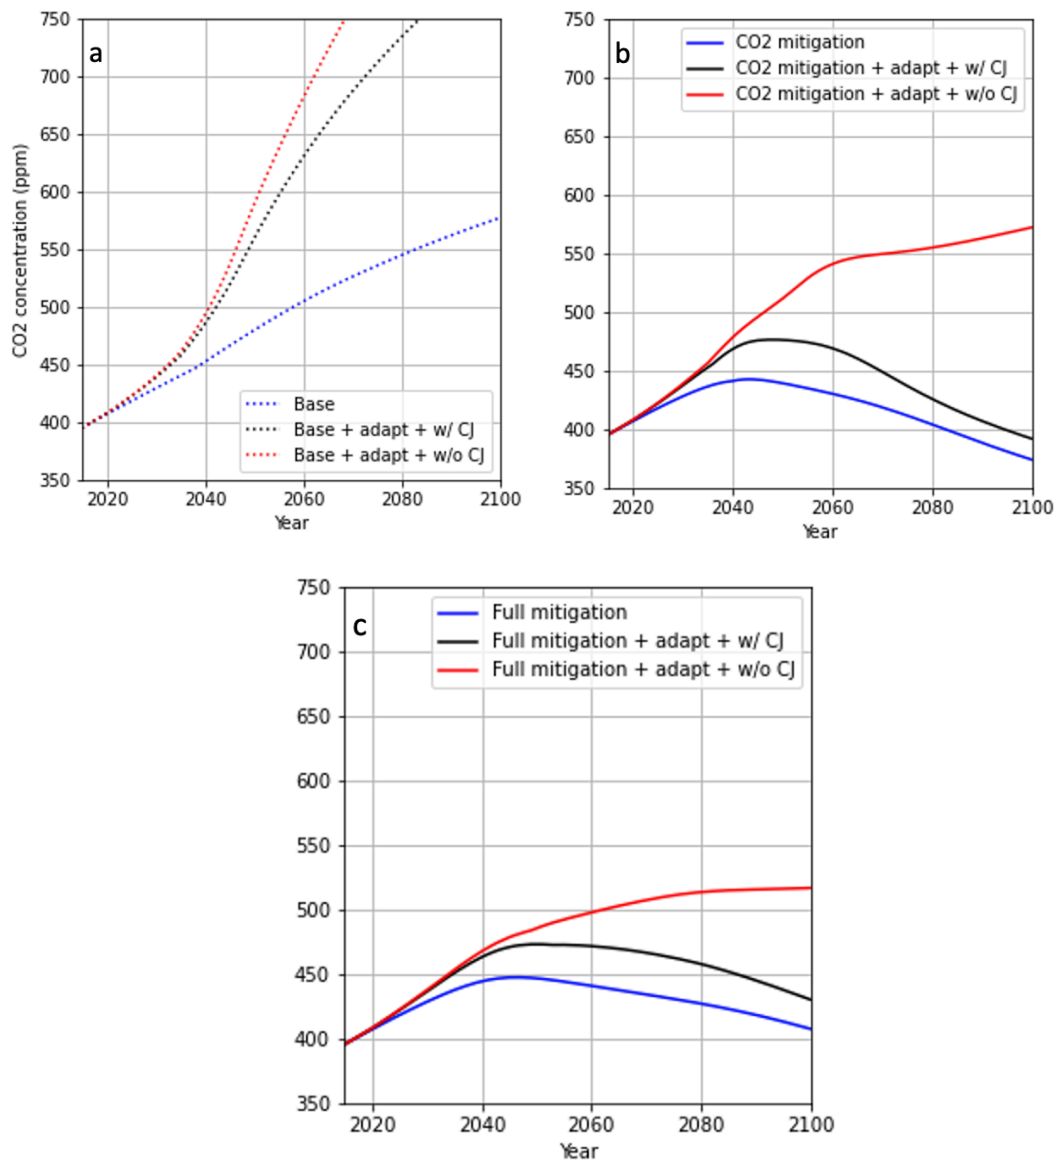 a
CO2 concentration (ppm)
750
700
650
600
550
500
450
400
350
Base
Base + adapt + w/ CJ
Base + adapt + w/o CJ
2020 2040 2060 2080 2100
Year
b
CO2 mitigation
CO2 mitigation + adapt + w/ CJ
CO2 mitigation + adapt + w/o CJ
750
700
650
600
550
500
450
400
350
2020 2040 2060 2080 2100
Year
c
Full mitigation
Full mitigation + adapt + w/ CJ
Full mitigation + adapt + w/o CJ
750
700
650
600
550
500
450
400
350
2020 2040 2060 2080 2100
Year